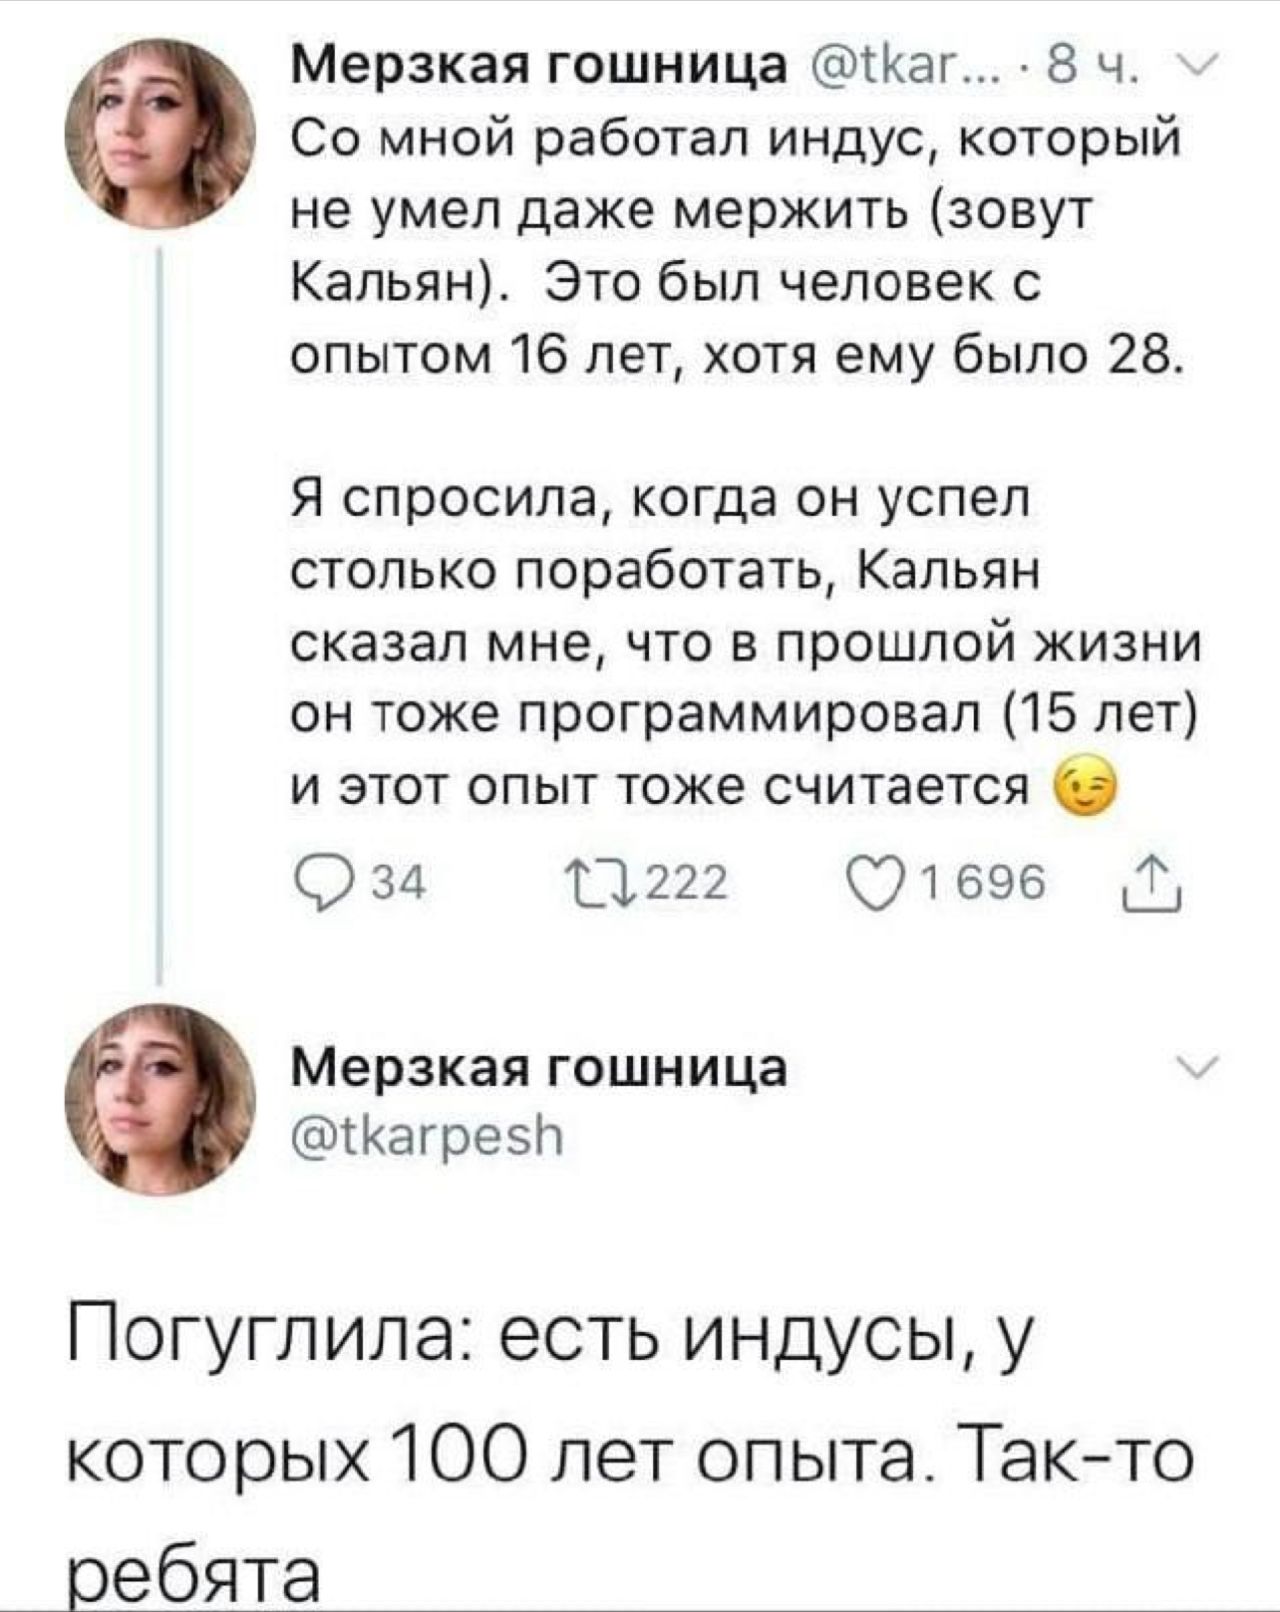 Мерзкая гошница @tkar... · 8 ч.
Со мной работал индус, который
не умел даже мержить (зовут
Кальян).  Это был человек с
опытом 16 лет, хотя ему было 28.
Я спросила, когда он успел
столько поработать, Кальян
сказал мне, что в прошлой жизни
он тоже программировал (15 лет)
и этот опыт тоже считается 😉
34 222 1 696
Мерзкая гошница
@tkarpesh
Погуглила: есть индусы, у
которых 100 лет опыта. Так-то
ребята